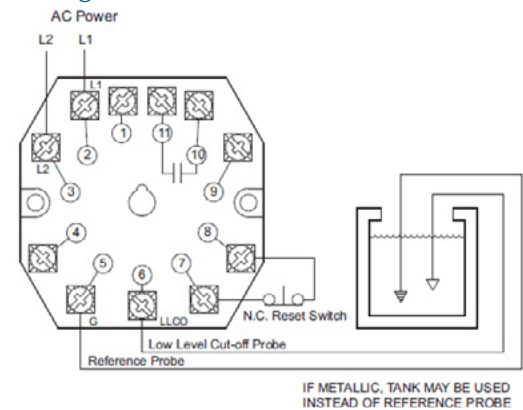 AC Power
L2 L1
L1
1
11
2
10
L2
3
9
4
8
5
6
7
G
LLCO
N.C. Reset Switch
Low Level Cut-off Probe
Reference Probe
IF METALLIC, TANK MAY BE USED
INSTEAD OF REFERENCE PROBE